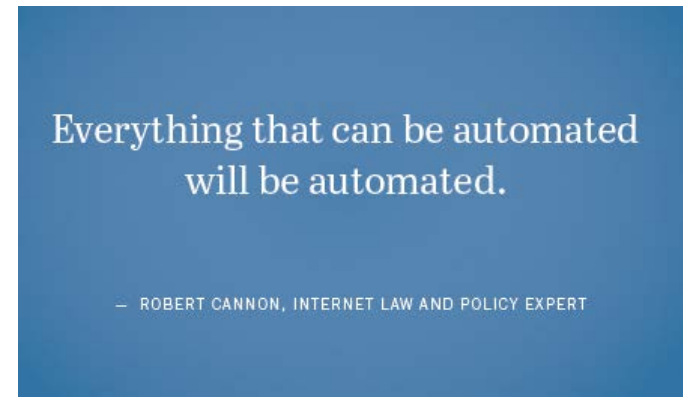 Everything that can be automated
will be automated.
— ROBERT CANNON, INTERNET LAW AND POLICY EXPERT